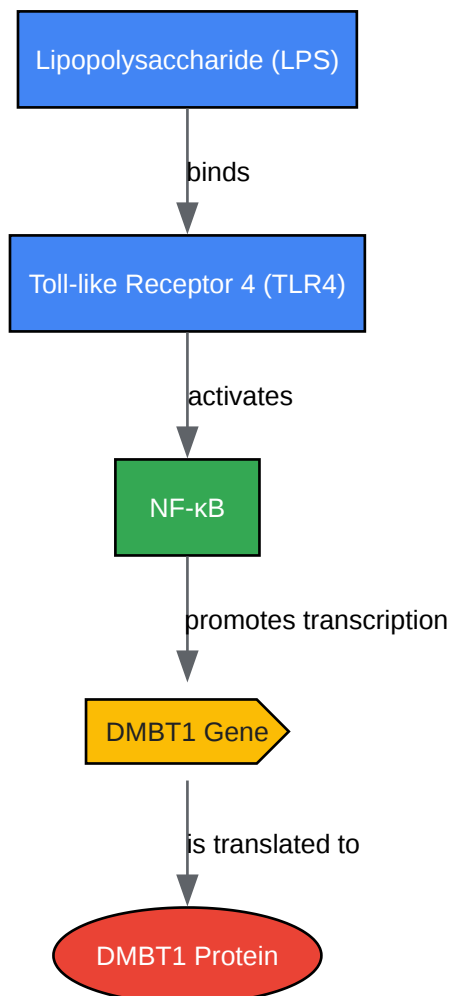 Lipopolysaccharide (LPS)
binds
Toll-like Receptor 4 (TLR4)
activates
NF-κB
promotes transcription
DMBT1 Gene
is translated to
DMBT1 Protein